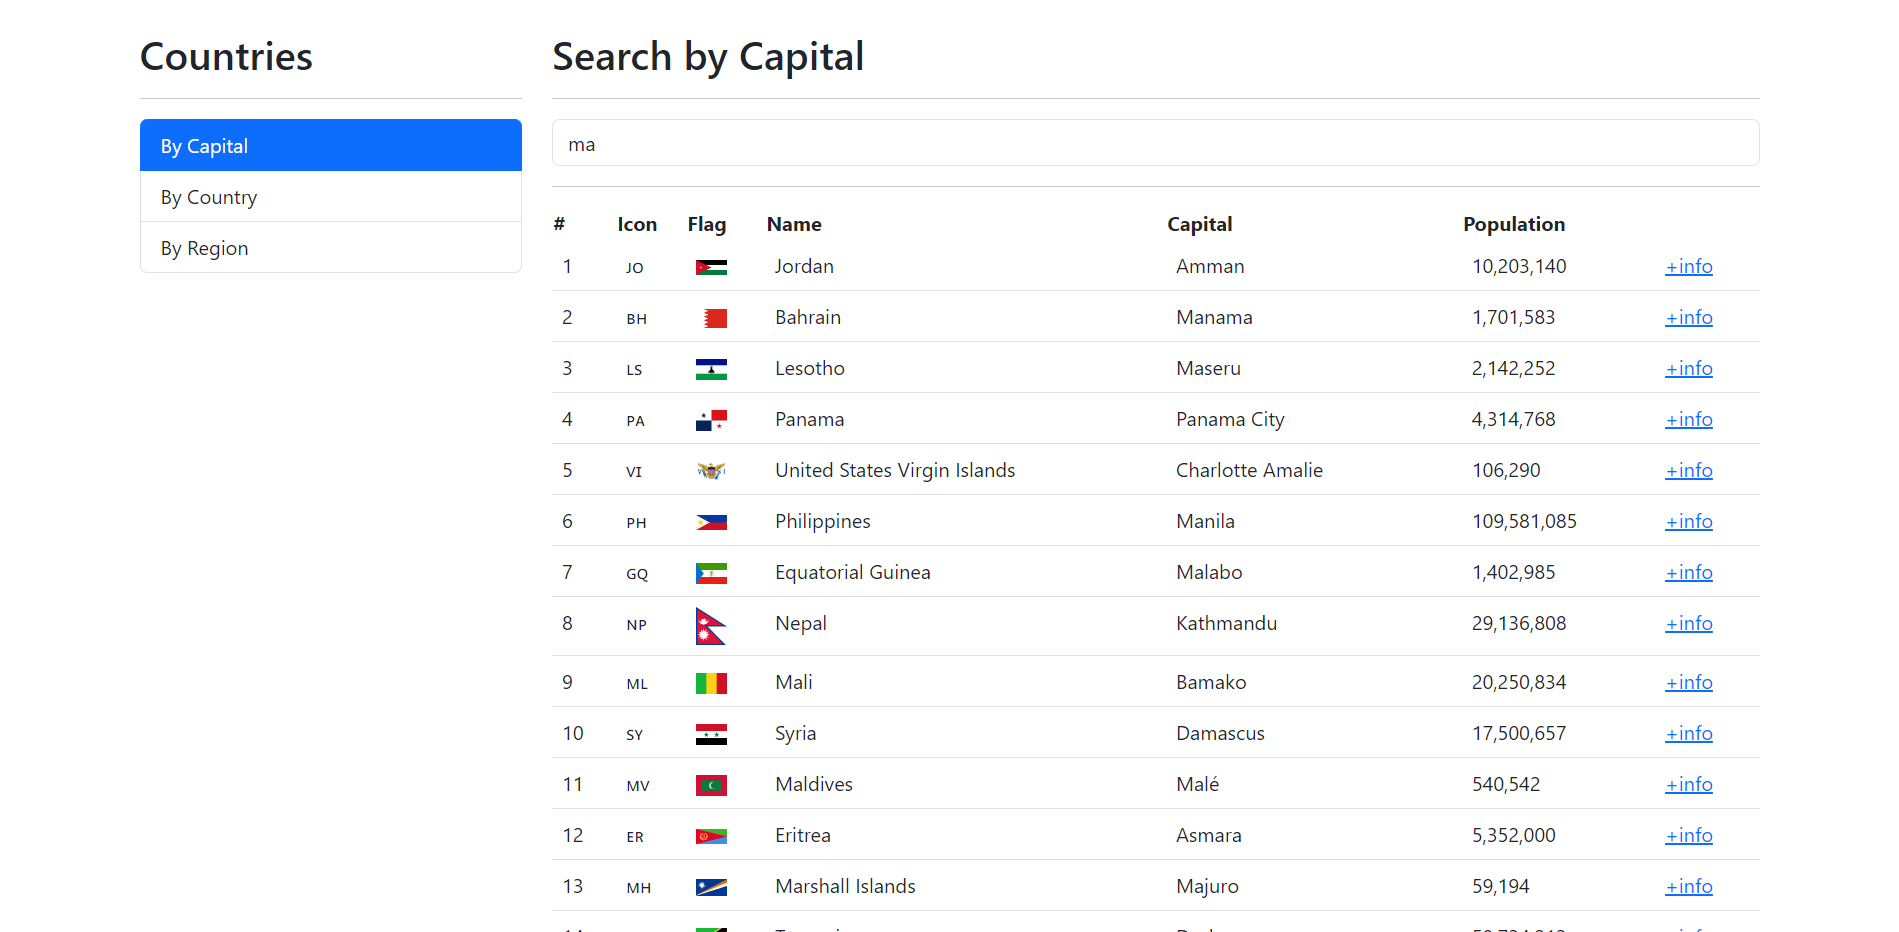 Countries
By Capital
By Country
By Region
Search by Capital
ma
# Icon Flag Name Capital Population
1 JO Jordan Amman 10,203,140 +info
2 BH Bahrain Manama 1,701,583 +info
3 LS Lesotho Maseru 2,142,252 +info
4 PA Panama Panama City 4,314,768 +info
5 VI United States Virgin Islands Charlotte Amalie 106,290 +info
6 PH Philippines Manila 109,581,085 +info
7 GQ Equatorial Guinea Malabo 1,402,985 +info
8 NP Nepal Kathmandu 29,136,808 +info
9 ML Mali Bamako 20,250,834 +info
10 SY Syria Damascus 17,500,657 +info
11 MV Maldives Malé 540,542 +info
12 ER Eritrea Asmara 5,352,000 +info
13 MH Marshall Islands Majuro 59,194 +info